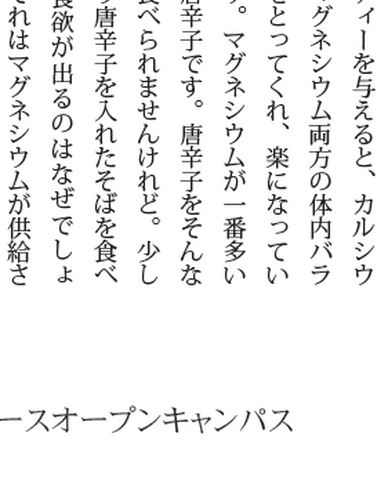 ィーを与えると、カルシウ
グネシウム両方の体内バラ
とってくれ、楽になってい
。マグネシウムが一番多い
唐辛子です。唐辛子をそんな
食べられませんけれど。少し
唐辛子を入れたそばを食べ
食欲が出るのはなぜでしょ
れはマグネシウムが供給さ
ースオープンキャンパス